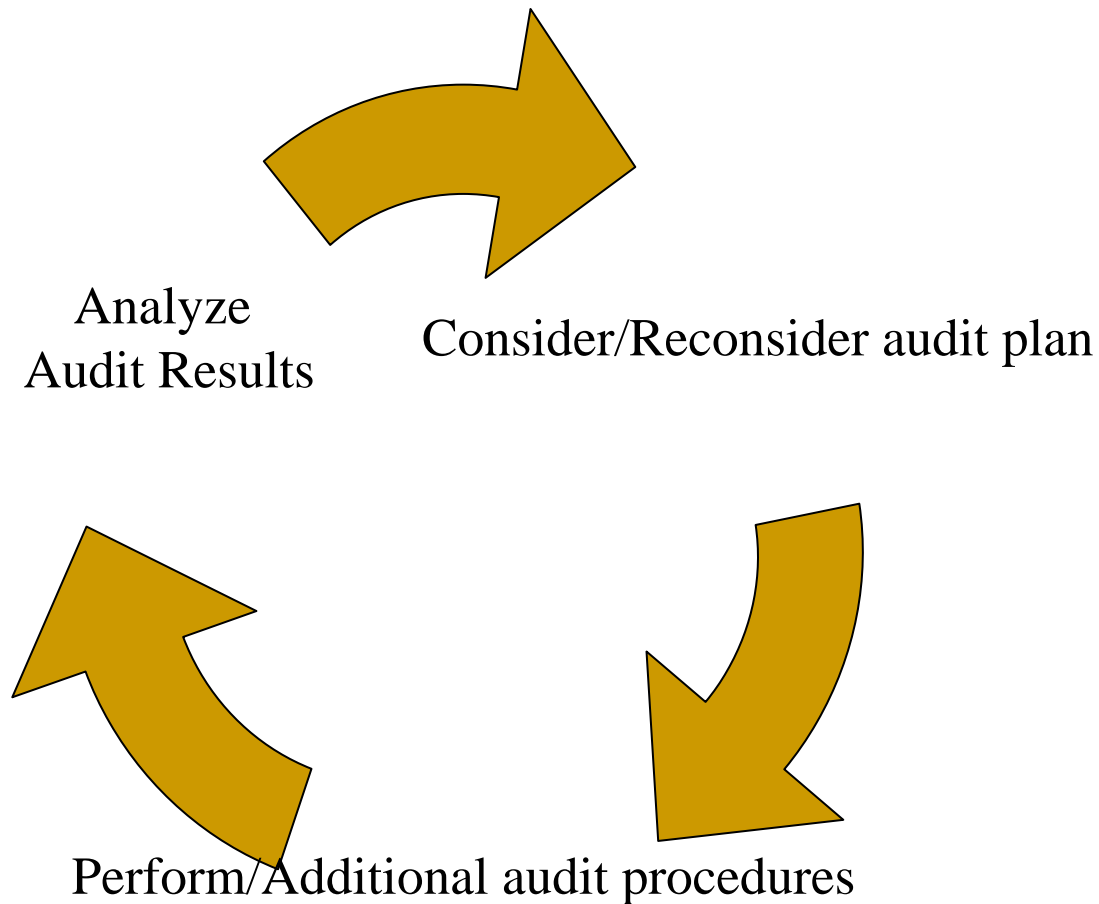 Analyze
Audit Results
Consider/Reconsider audit plan
Perform/Additional audit procedures